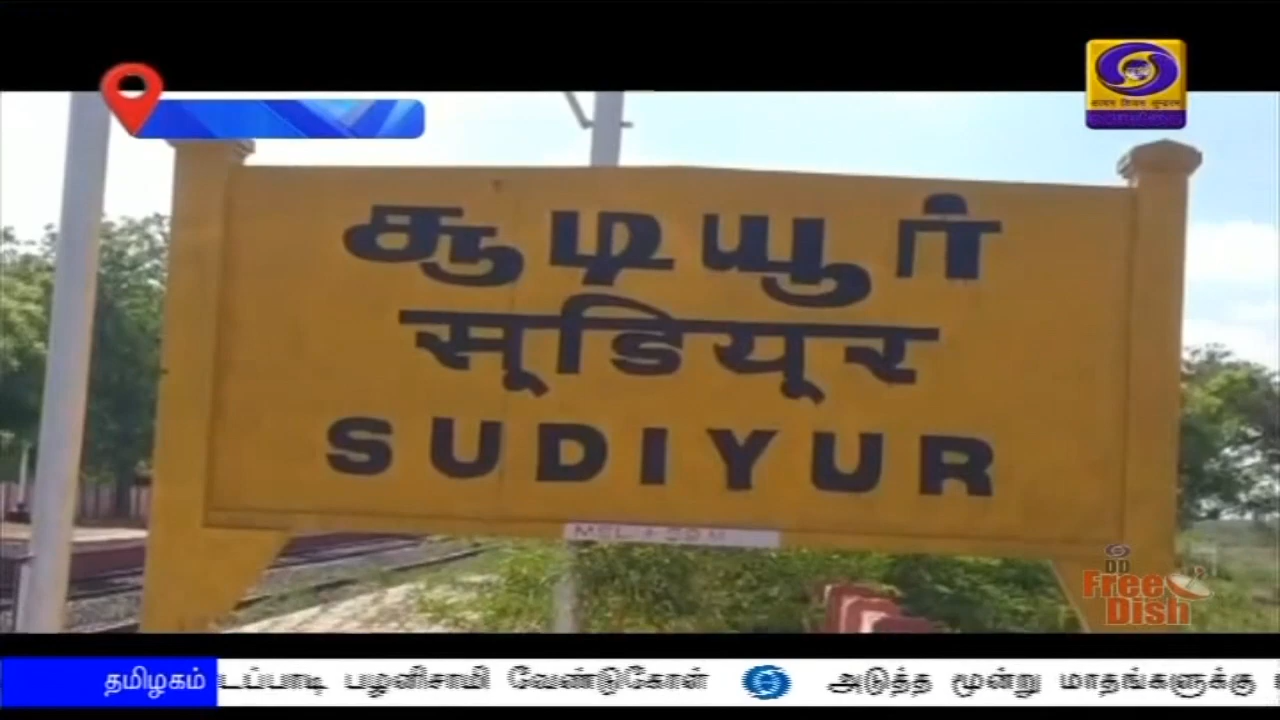 சூடியூர்
सूडियूर
SUDIYUR
DD
Free
Dish
தமிழகம் டப்பாடி பழனிசாமி வேண்டுகோள் அடுத்த மூன்று மாதங்களுக்கு